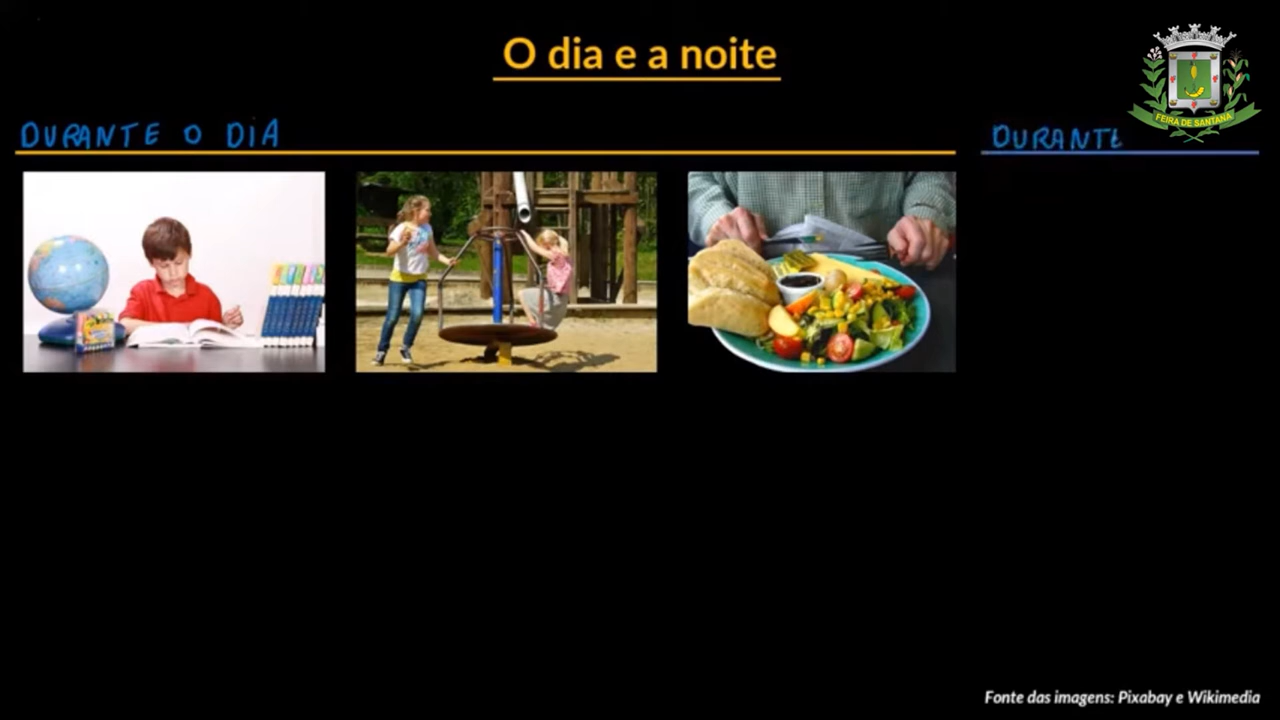 O dia e a noite
FEIRA DE SANTANA
DURANTE O DIA
DURANTE
Fonte das imagens: Pixabay e Wikimedia